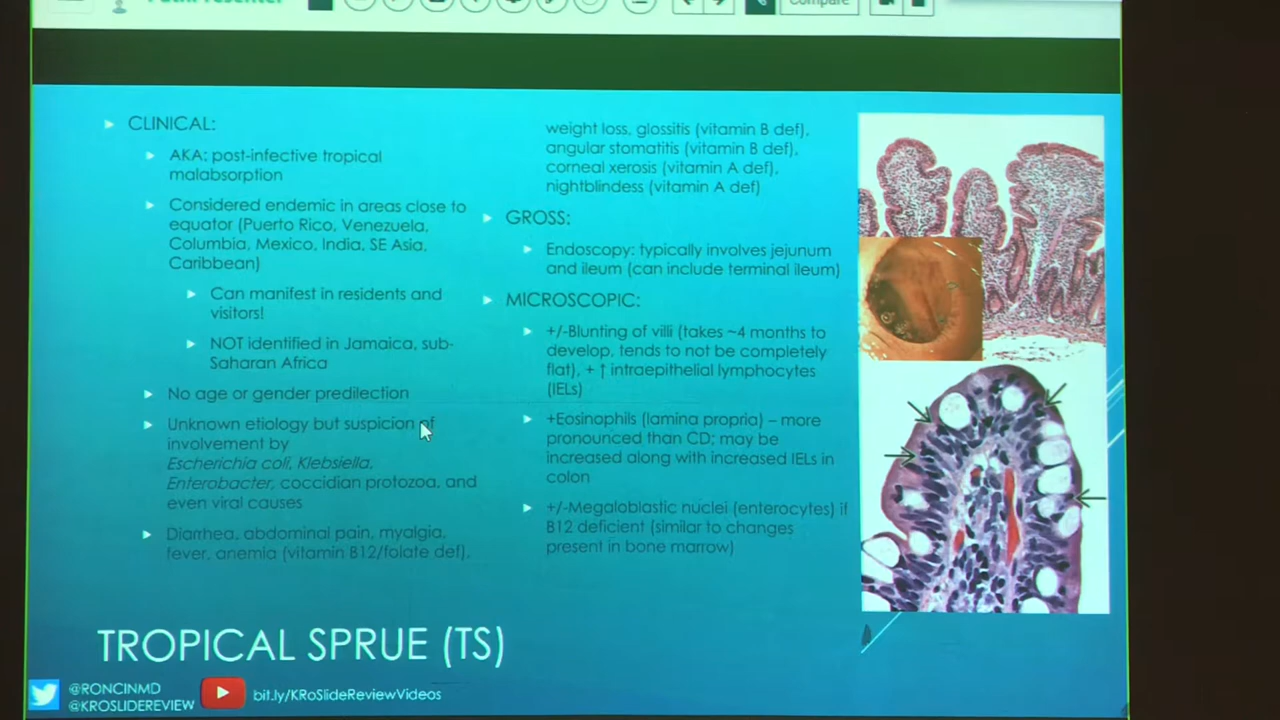 Compare
CLINICAL:
AKA: post-infective tropical
malabsorption
Considered endemic in areas close to
equator (Puerto Rico, Venezuela,
Columbia, Mexico, India, SE Asia,
Caribbean)
Can manifest in residents and
visitors!
NOT identified in Jamaica, sub-
Saharan Africa
No age or gender predilection
Unknown etiology but suspicion of
involvement by
Escherichia coli, Klebsiella,
Enterobacter, coccidian protozoa, and
even viral causes
Diarrhea, abdominal pain, myalgia,
fever, anemia (vitamin B12/folate def),
weight loss, glossitis (vitamin B def),
angular stomatitis (vitamin B def),
corneal xerosis (vitamin A def),
nightblindess (vitamin A def)
GROSS:
Endoscopy: typically involves jejunum
and ileum (can include terminal ileum)
MICROSCOPIC:
+/-Blunting of villi (takes ~4 months to
develop, tends to not be completely
flat), + ↑ intraepithelial lymphocytes
(IELs)
+Eosinophils (lamina propria) – more
pronounced than CD; may be
increased along with increased IELs in
colon
+/-Megaloblastic nuclei (enterocytes) if
B12 deficient (similar to changes
present in bone marrow)
TROPICAL SPRUE (TS)
@RONCINMD
@KROSLIDEREVIEW
bit.ly/KRoSlideReviewVideos